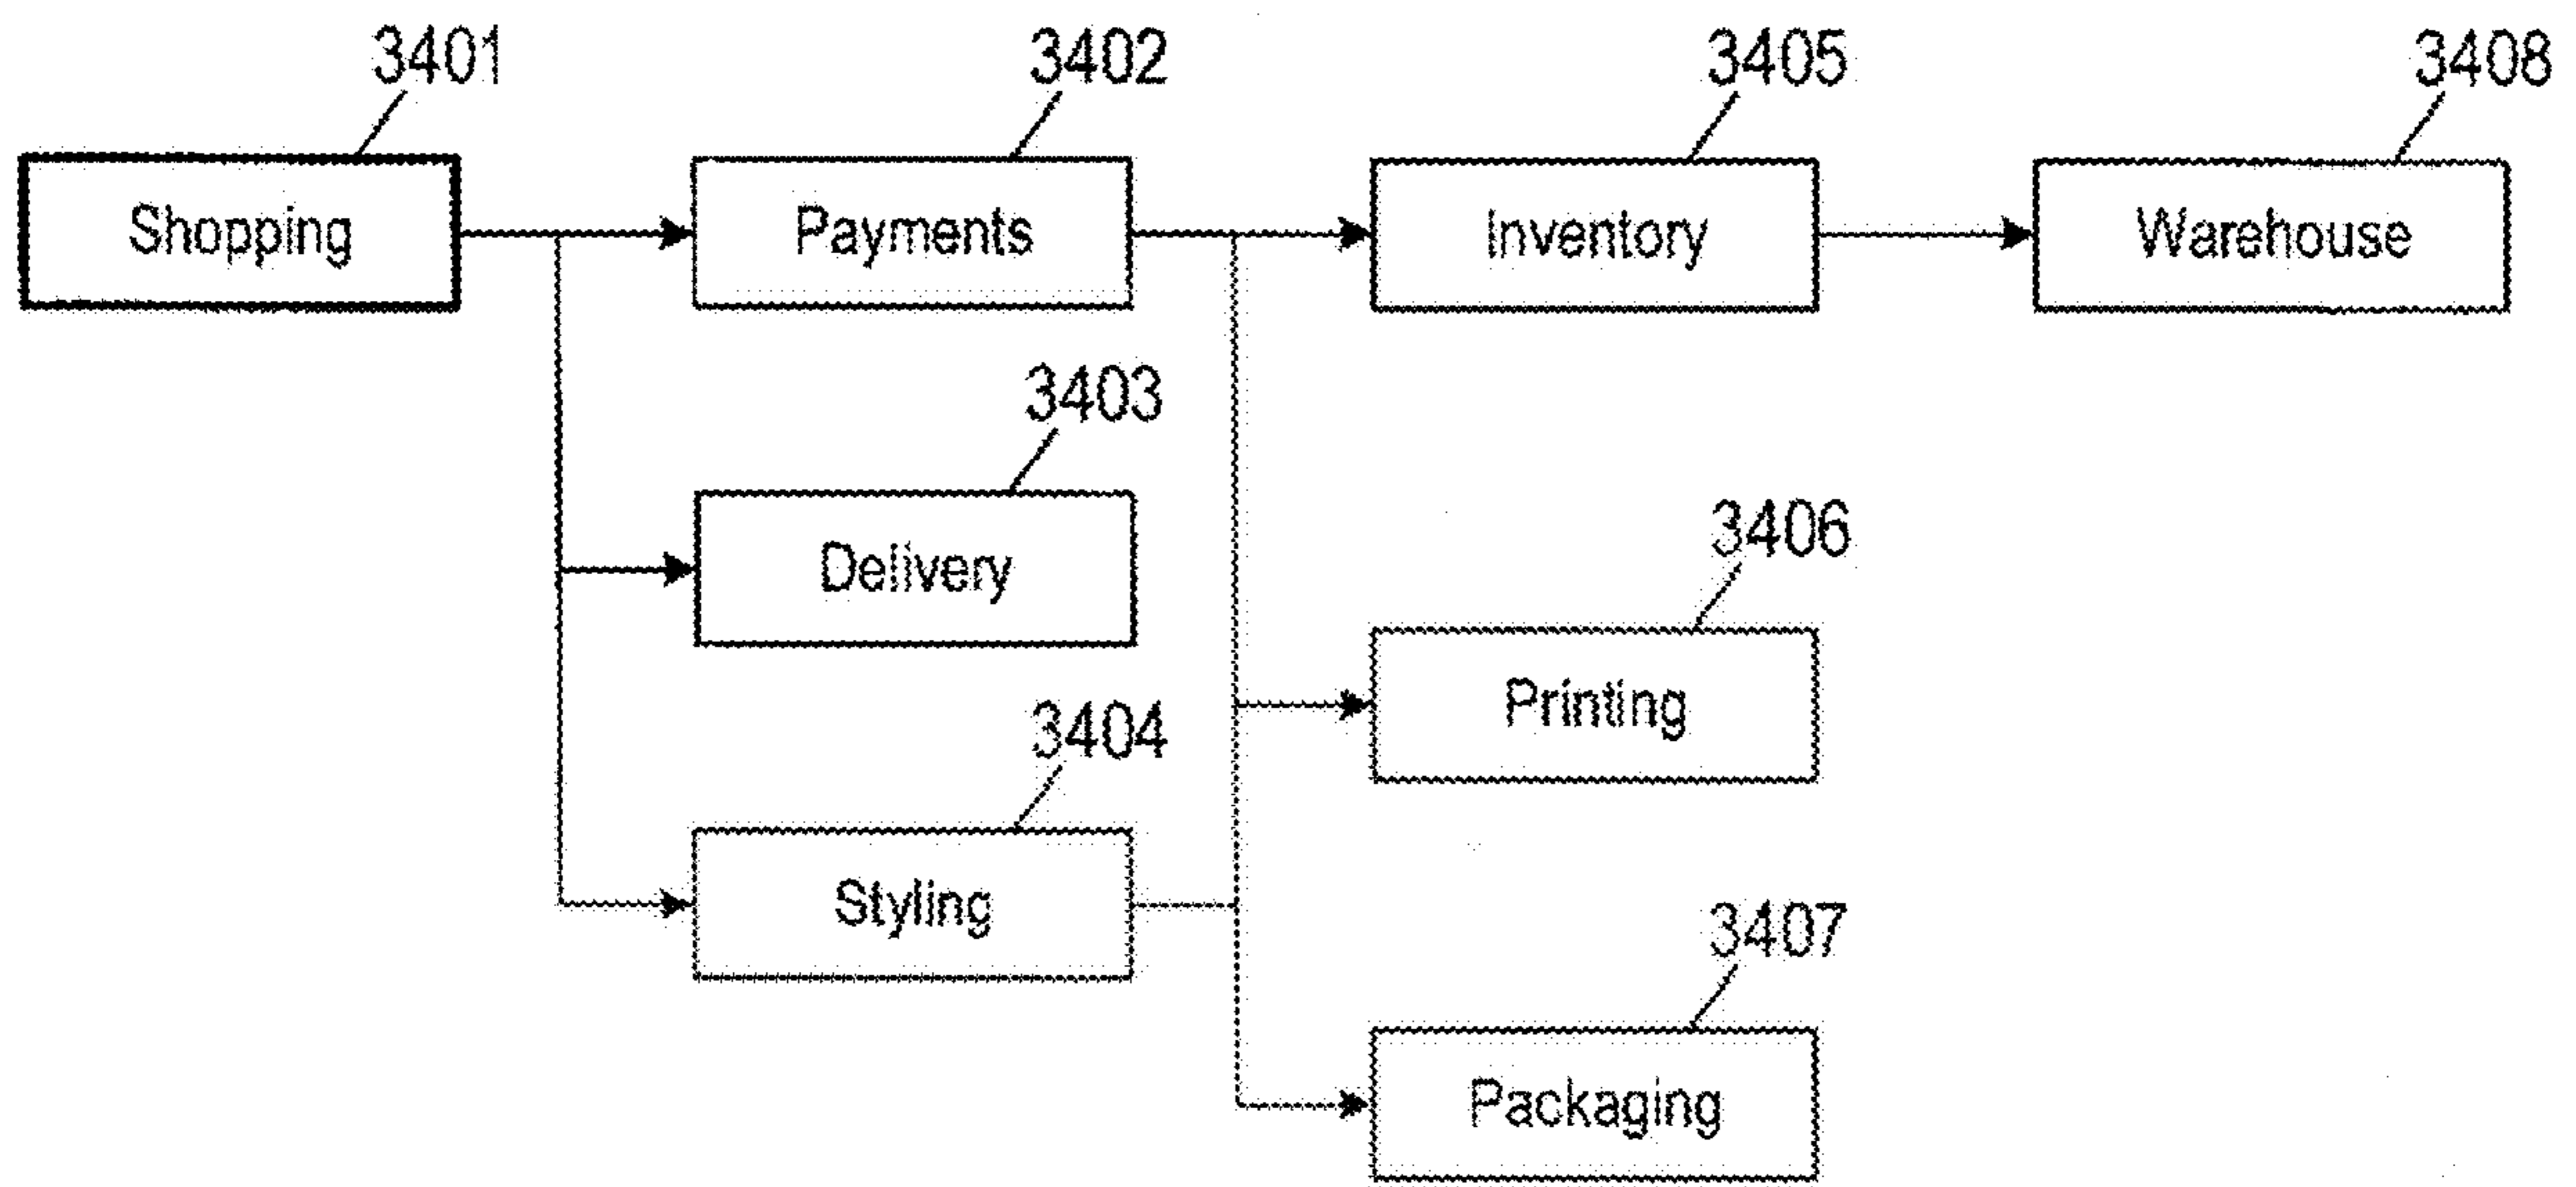 3401
3402
3405
3408
Shopping
Payments
Inventory
Warehouse
3403
Delivery
3406
Printing
3404
Styling
3407
Packaging